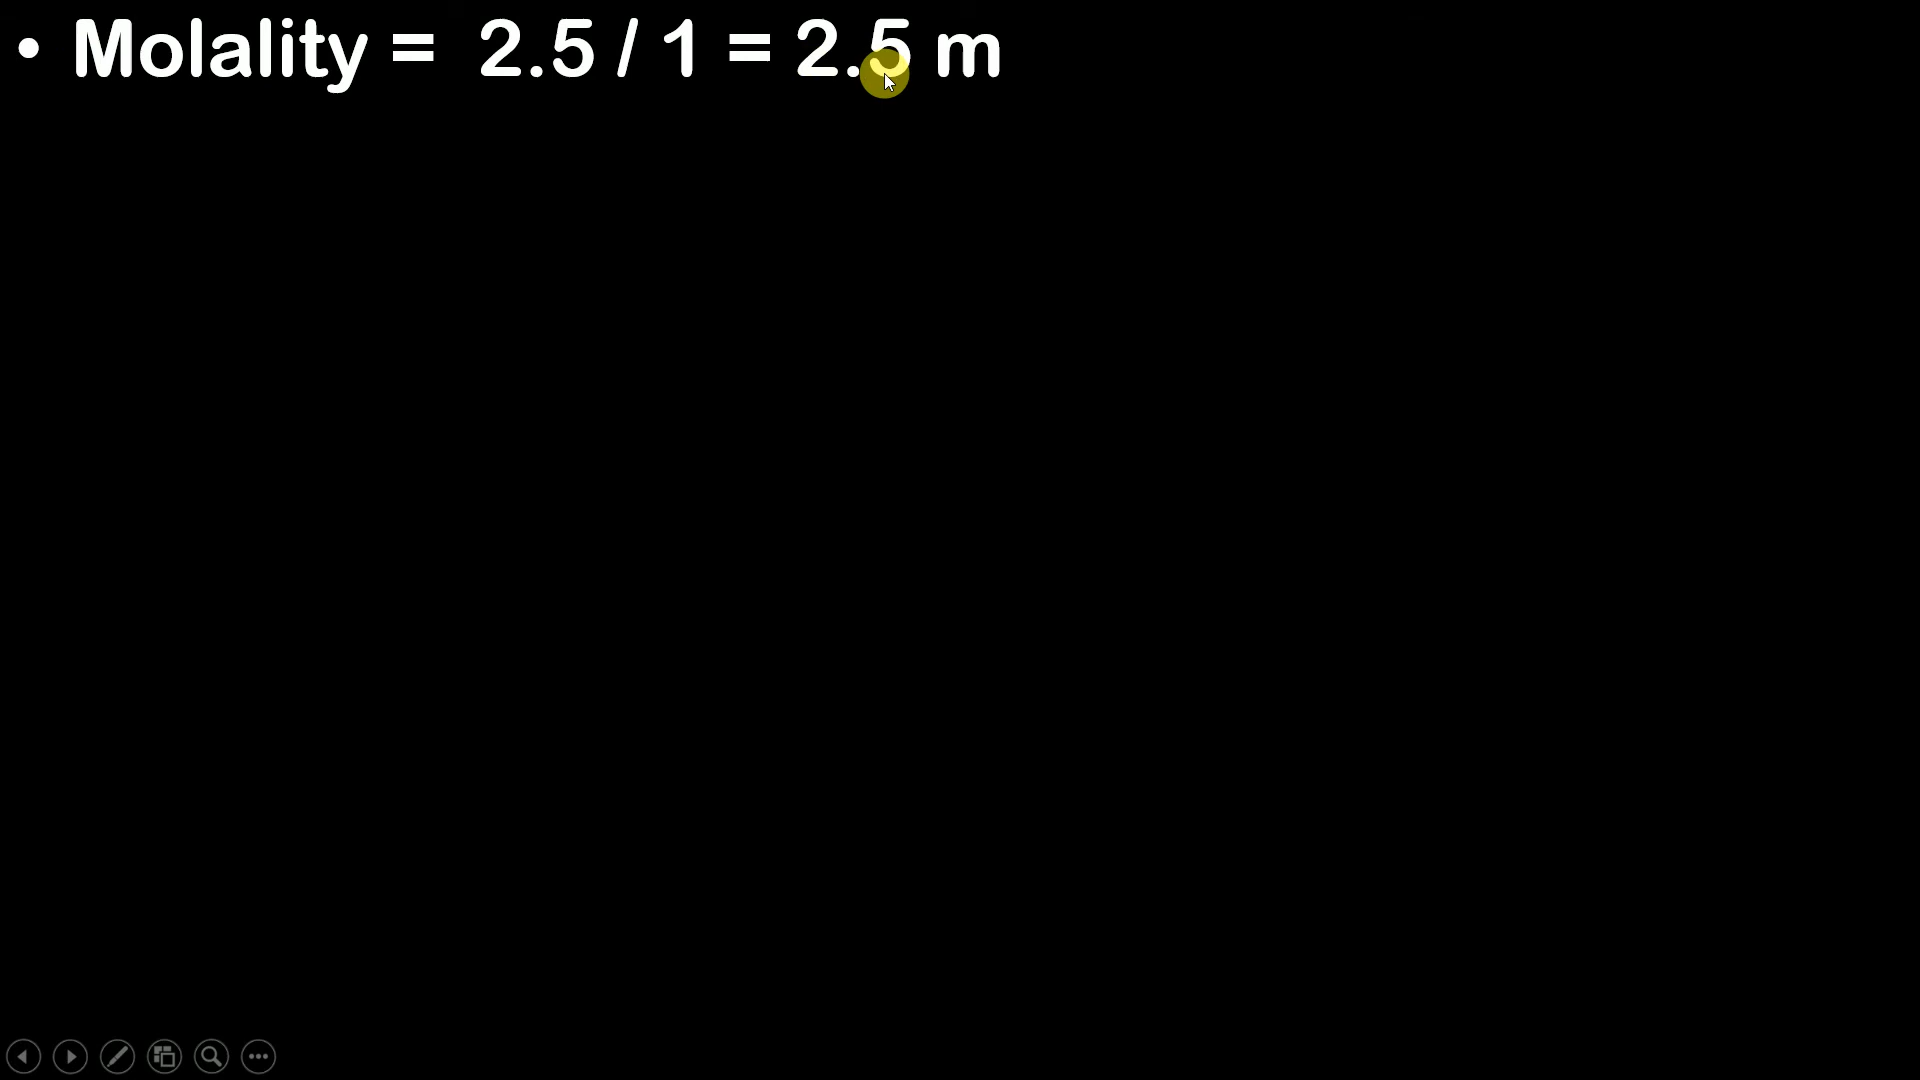 • Molality = 2.5 / 1 = 2.5 m